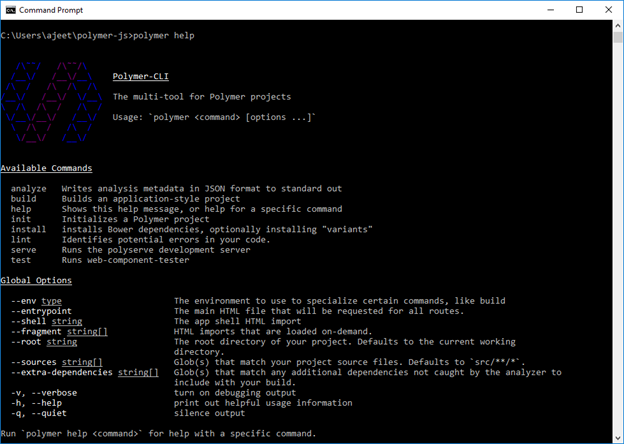 Command Prompt
C:\Users\ajeet\polymer-js>polymer help
Polymer-CLI
The multi-tool for Polymer projects
Usage: `polymer <command> [options ...]`
Available Commands
analyze   Writes analysis metadata in JSON format to standard out
build     Builds an application-style project
help      Shows this help message, or help for a specific command
init      Initializes a Polymer project
install   installs Bower dependencies, optionally installing "variants"
lint      Identifies potential errors in your code.
serve     Runs the polyserve development server
test      Runs web-component-tester
Global Options
--env type                      The environment to use to specialize certain commands, like build
--entrypoint                    The main HTML file that will be requested for all routes.
--shell string                  The app shell HTML import
--fragment string[]             HTML imports that are loaded on-demand.
--root string                   The root directory of your project. Defaults to the current working
directory.
--sources string[]              Glob(s) that match your project source files. Defaults to `src/**/*`.
--extra-dependencies string[]   Glob(s) that match any additional dependencies not caught by the analyzer to
include with your build.
-v, --verbose                   turn on debugging output
-h, --help                      print out helpful usage information
-q, --quiet                     silence output
Run `polymer help <command>` for help with a specific command.